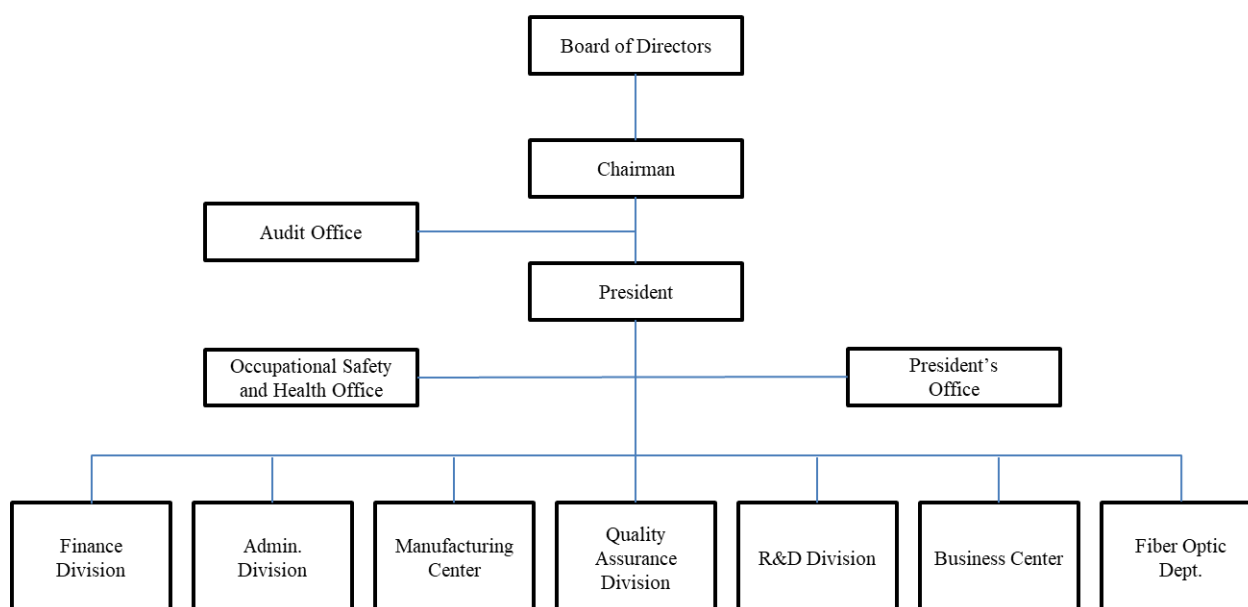 Board of Directors
Chairman
Audit Office
President
Occupational Safety
and Health Office
President’s
Office
Finance
Division
Admin.
Division
Manufacturing
Center
Quality
Assurance
Division
R&D Division
Business Center
Fiber Optic
Dept.